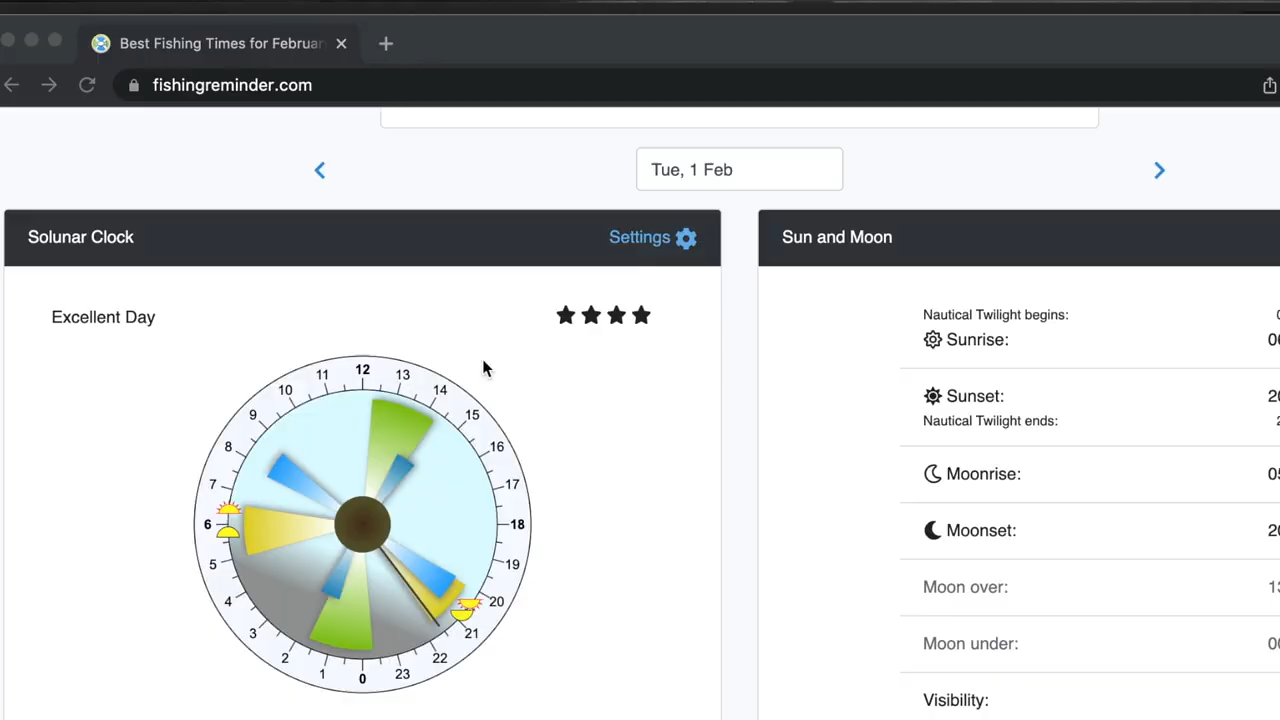 Best Fishing Times for Februar
fishingreminder.com
Tue, 1 Feb
Solunar Clock
Settings
Excellent Day
12
13
14
15
16
17
18
19
20
21
22
23
0
1
2
3
4
5
6
7
8
9
10
11
Sun and Moon
Nautical Twilight begins:
Sunrise:
Sunset:
Nautical Twilight ends:
Moonrise:
Moonset:
Moon over:
Moon under:
Visibility: